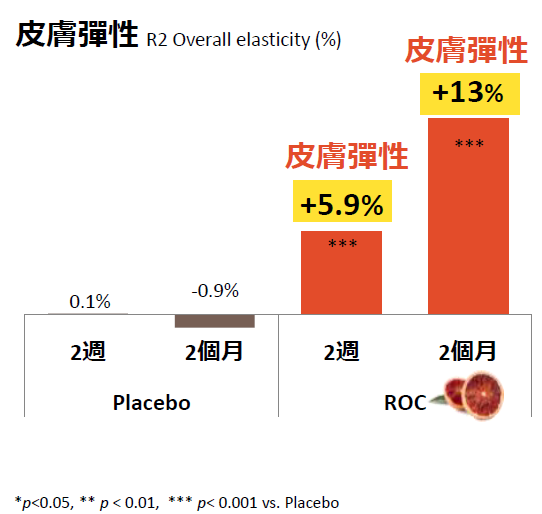 皮膚彈性 R2 Overall elasticity (%)
皮膚彈性
+13%
***
皮膚彈性
+5.9%
***
0.1%
-0.9%
2週
2個月
2週
2個月
Placebo
ROC
*p<0.05, ** p < 0.01, *** p< 0.001 vs. Placebo